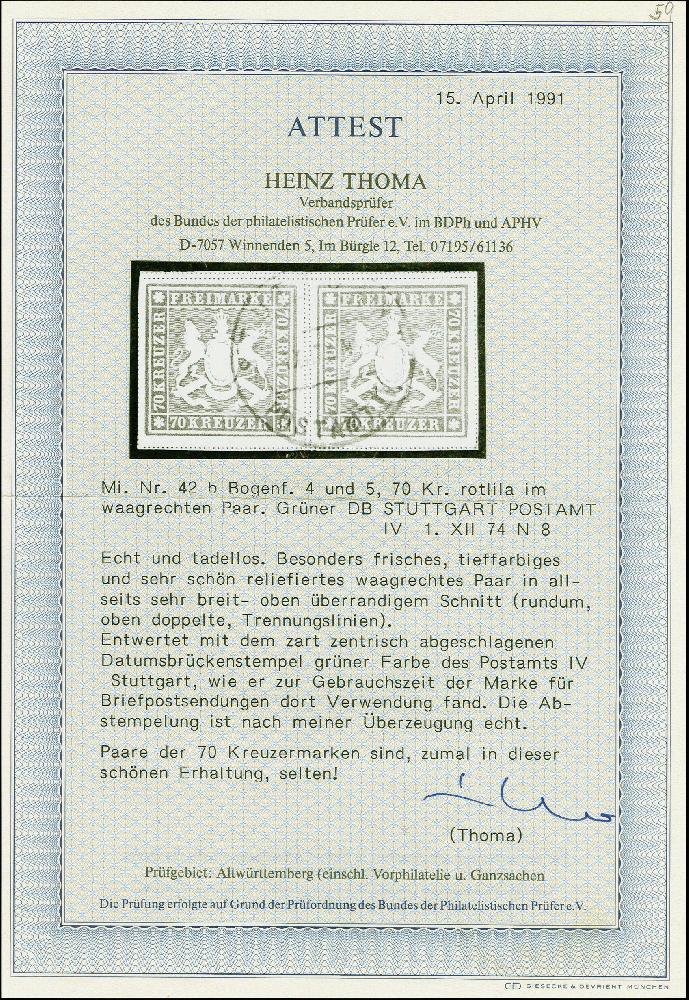 59
15. April 1991
ATTEST
HEINZ THOMA
Verbandsprüfer
des Bundes der philatelistischen Prüfer e.V. im BDPh und APHV
D-7057 Winnenden 5, Im Bürgle 12, Tel. 07195/61136
FREIMARKE FREIMARKE
70 KREUZER 70 KREUZER 70 KREUZER 70 KREUZER
70 KREUZER 70 KREUZER
Mi. Nr. 42 b Bogenf. 4 und 5, 70 Kr. rotlila im
waagrechten Paar. Grüner DB STUTTGART POSTAMT
IV 1. XII 74 N 8
Echt und tadellos. Besonders frisches, tieffarbiges
und sehr schön reliefiertes waagrechtes Paar in all-
seits sehr breit- oben überrandigem Schnitt (rundum,
oben doppelte, Trennungslinien).
Entwertet mit dem zart zentrisch abgeschlagenen
Datumsbrückenstempel grüner Farbe des Postamts IV
Stuttgart, wie er zur Gebrauchszeit der Marke für
Briefpostsendungen dort Verwendung fand. Die Ab-
stempelung ist nach meiner Überzeugung echt.
Paare der 70 Kreuzermarken sind, zumal in dieser
schönen Erhaltung, selten!
(Thoma)
Prüfgebiet: Altwürttemberg (einschl. Vorphilatelie u. Ganzsachen
Die Prüfung erfolgte auf Grund der Prüfordnung des Bundes der Philatelistischen Prüfer e.V.
GD GIESECKE & DEVRIENT MÜNCHEN